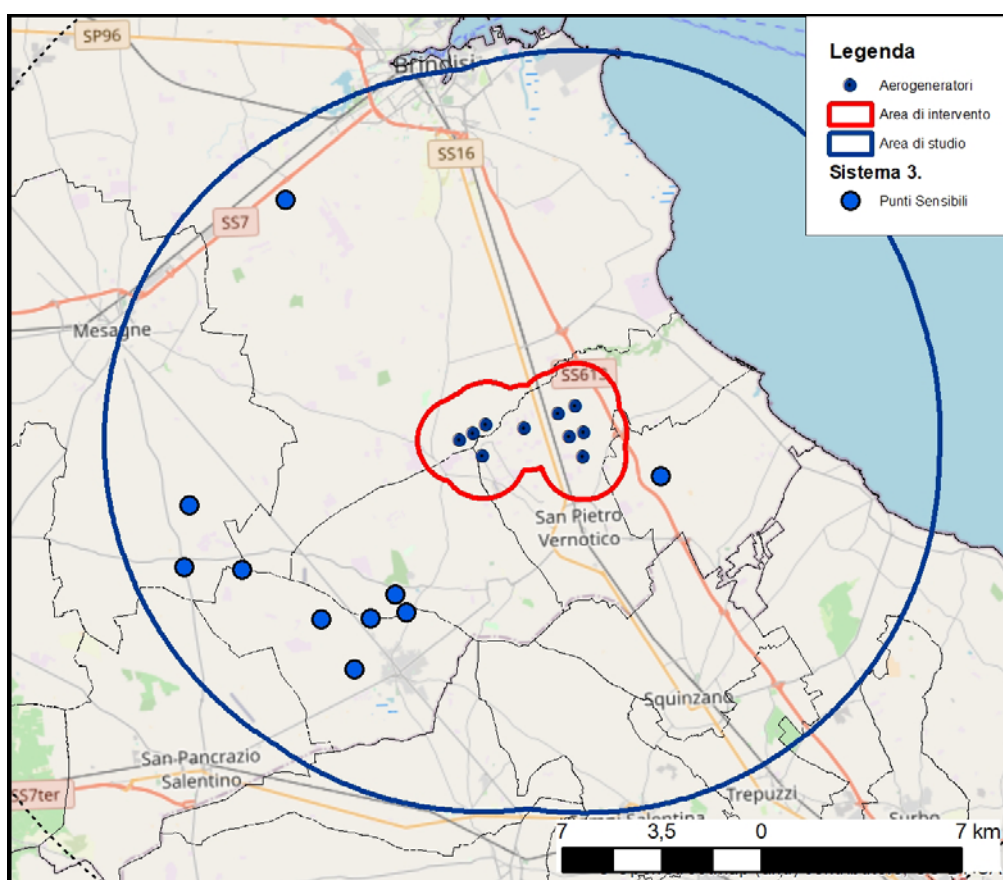 SP96
Brindisi
SS16
SS7
Mesagne
SS613
San Pietro
Vernotico
Squinzano
San Pancrazio
Salentino
SS7ter
Trepuzzi
Legenda
Aerogeneratori
Area di intervento
Area di studio
Sistema 3.
Punti Sensibili
7 3,5 0 7 km